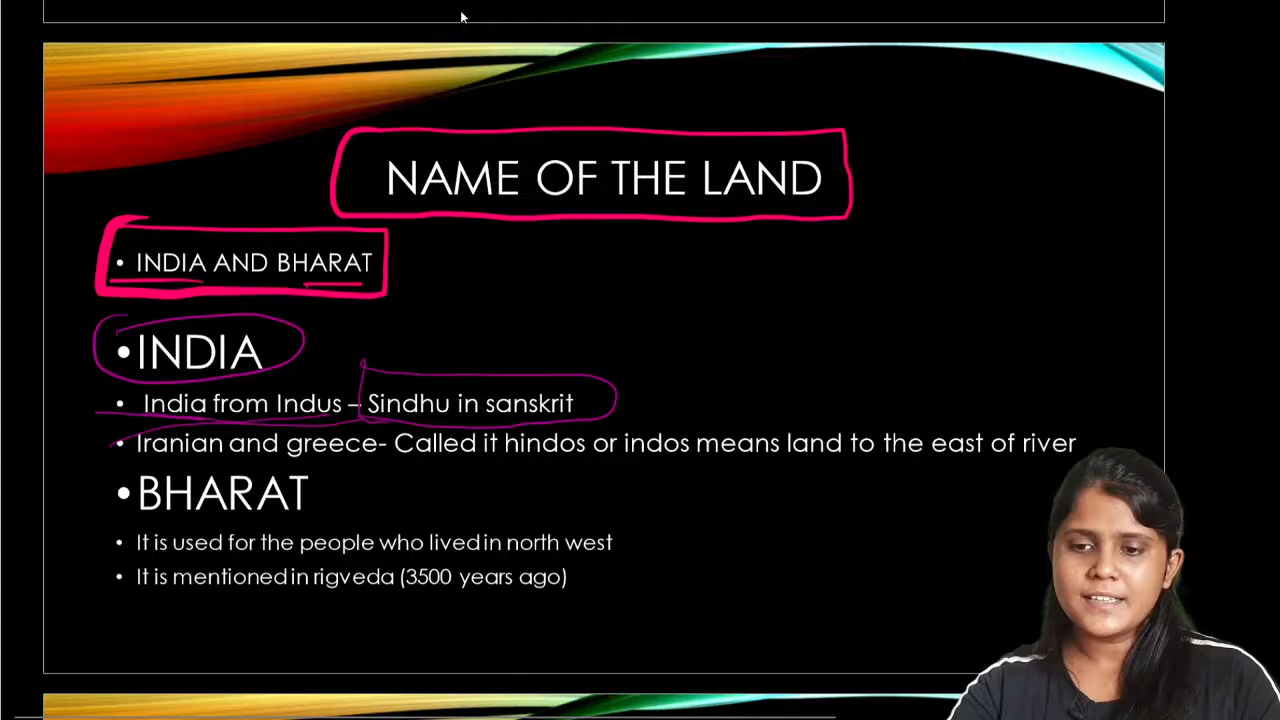 NAME OF THE LAND
• INDIA AND BHARAT
•INDIA
• India from Indus – Sindhu in sanskrit
• Iranian and greece- Called it hindos or indos means land to the east of river
•BHARAT
• It is used for the people who lived in north west
• It is mentioned in rigveda (3500 years ago)